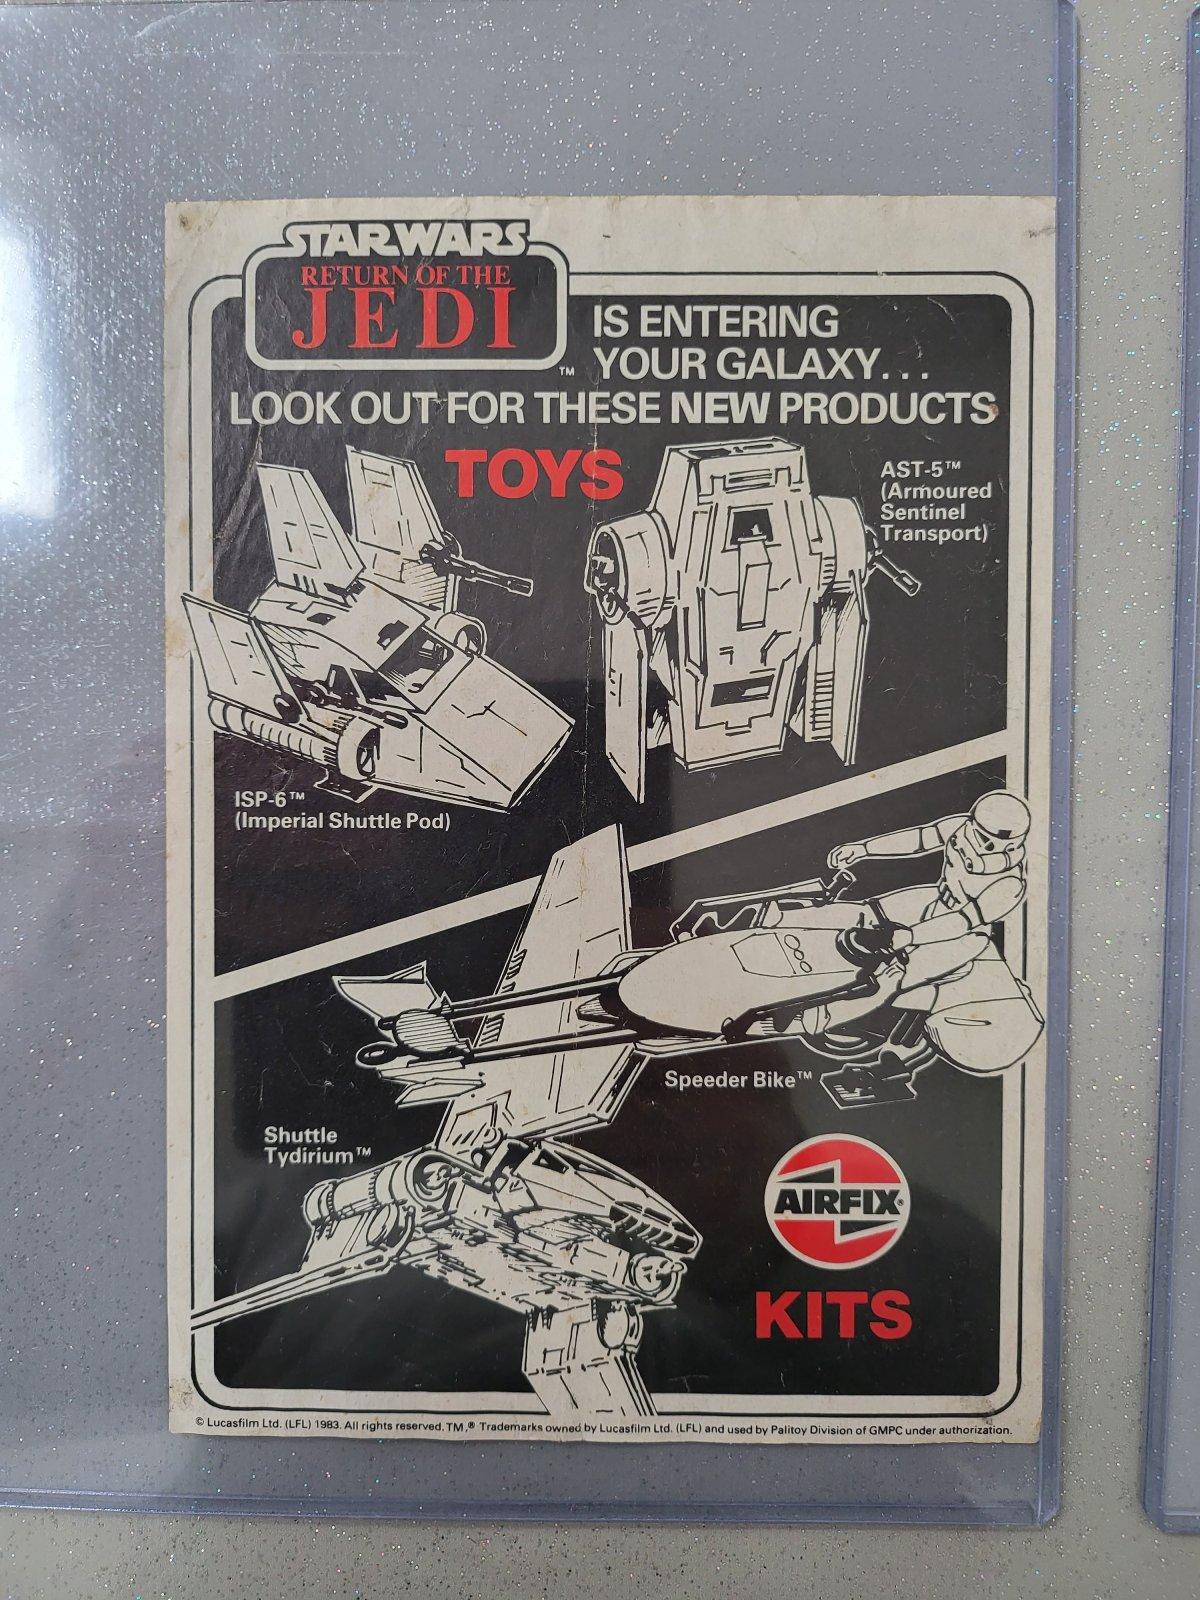 STAR WARS
RETURN OF THE
JEDI
™
IS ENTERING
YOUR GALAXY...
LOOK OUT FOR THESE NEW PRODUCTS
TOYS
AST-5™
(Armoured
Sentinel
Transport)
ISP-6™
(Imperial Shuttle Pod)
Speeder Bike™
Shuttle
Tydirium™
AIRFIX®
KITS
© Lucasfilm Ltd. (LFL) 1983. All rights reserved. TM,® Trademarks owned by Lucasfilm Ltd. (LFL) and used by Palitoy Division of GMPC under authorization.